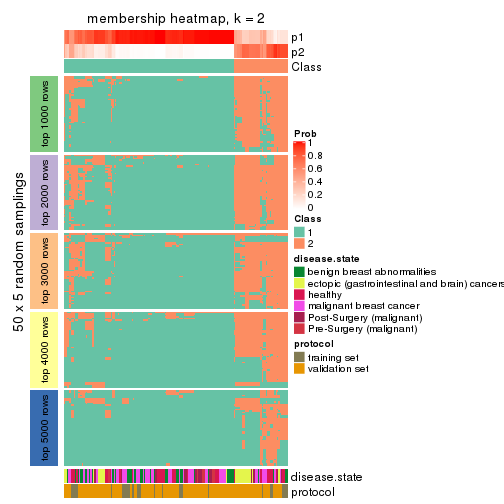 membership heatmap, k = 2
p1
p2
Class
50 x 5 random samplings
top 1000 rows
top 2000 rows
top 3000 rows
top 4000 rows
top 5000 rows
Prob
1
0.8
0.6
0.4
0.2
0
Class
1
2
disease.state
benign breast abnormalities
ectopic (gastrointestinal and brain) cancers
healthy
malignant breast cancer
Post-Surgery (malignant)
Pre-Surgery (malignant)
protocol
training set
validation set
disease.state
protocol